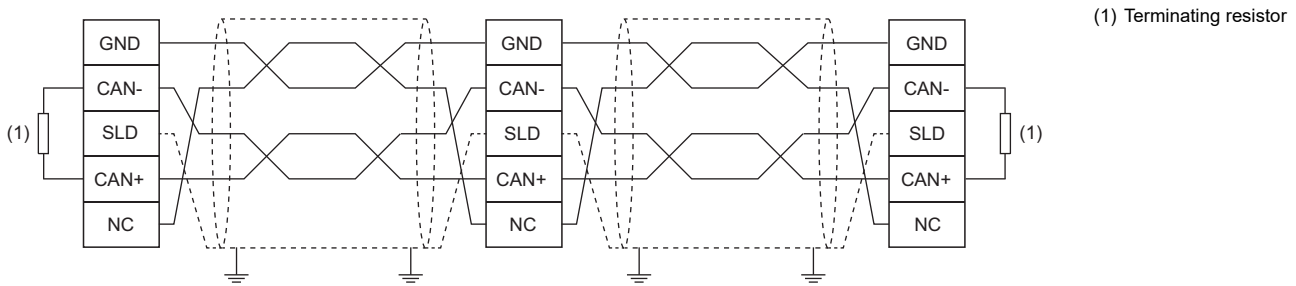 (1) Terminating resistor
GND GND GND
CAN- CAN- CAN-
(1) SLD SLD SLD (1)
CAN+ CAN+ CAN+
NC NC NC